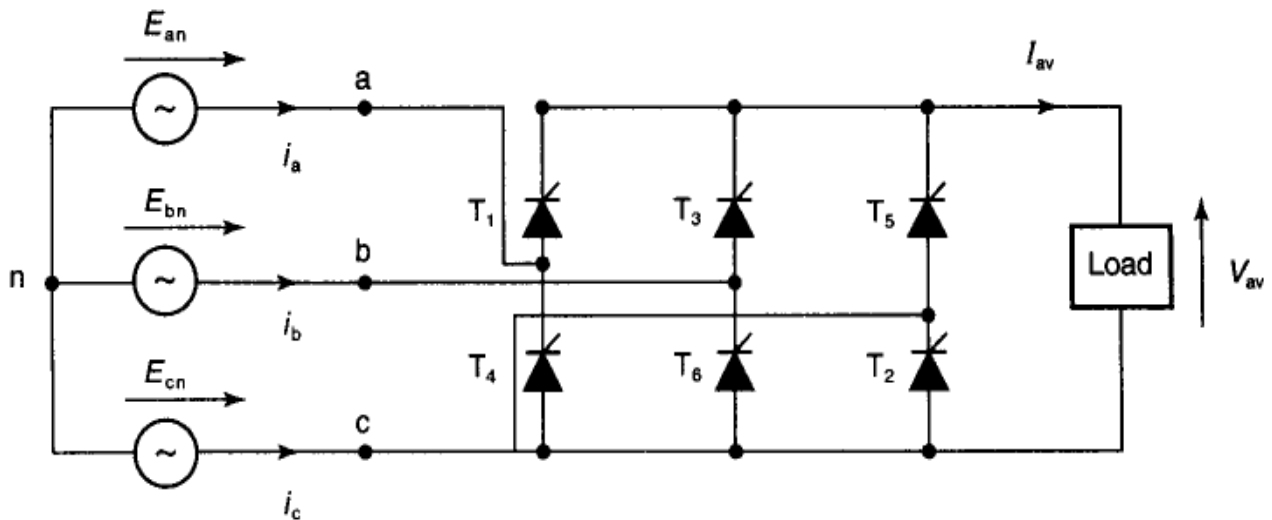 E_an
I_av
a
~
i_a
E_bn
T_1
T_3
T_5
b
n
~
Load
V_av
i_b
E_cn
T_4
T_6
T_2
c
~
i_c